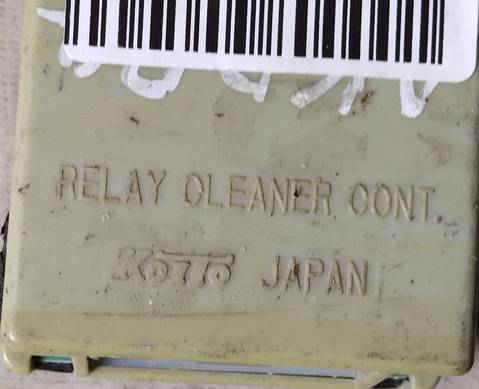 RELAY CLEANER CONT.
KOITO JAPAN